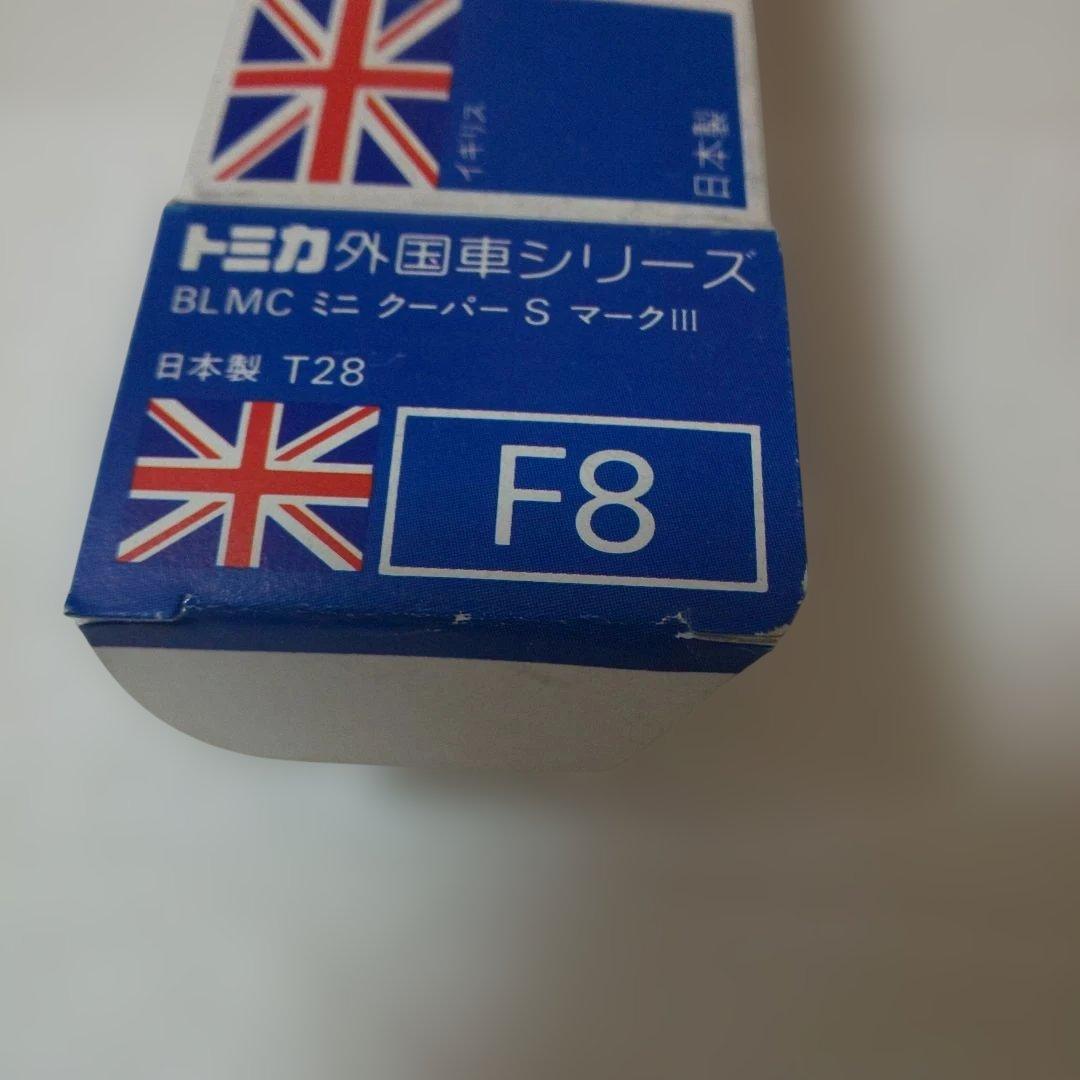 イギリス
日本製
トミカ外国車シリーズ
BLMC ミニ クーパー S マークIII
日本製 T28
F8